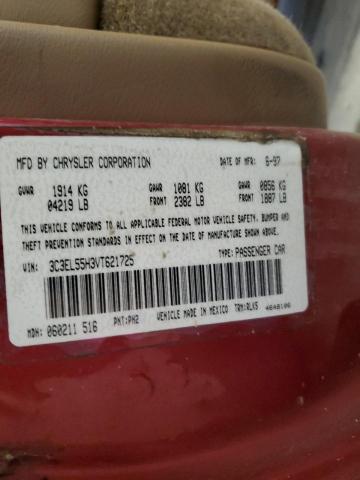 MFD BY CHRYSLER CORPORATION DATE OF MFR 6-97
GVWR 1914 KG GAWR 1081 KG GAWR 0856 KG
04219 LB FRONT 2382 LB REAR 1887 LB
THIS VEHICLE CONFORMS TO ALL APPLICABLE FEDERAL MOTOR VEHICLE SAFETY, BUMPER AND
THEFT PREVENTION STANDARDS IN EFFECT ON THE DATE OF MANUFACTURE SHOWN ABOVE.
VIN: 3C3EL55H3VT621725 TYPE: PASSENGER CAR
MDH: 060211 516 PNT: PH2 VEHICLE MADE IN MEXICO TRM: RLK5 4648106